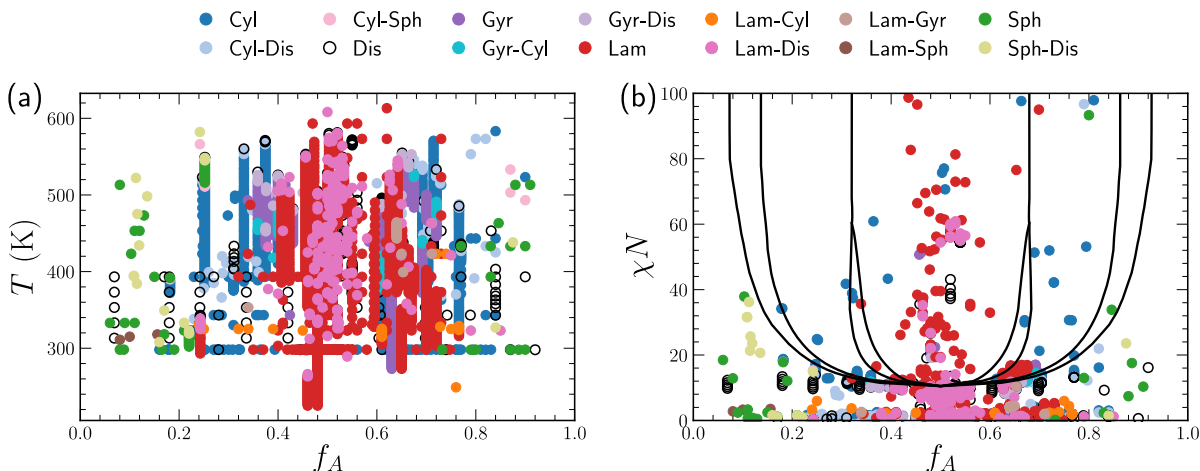 Cyl Cyl-Sph Gyr Gyr-Dis Lam-Cyl Lam-Gyr Sph
Cyl-Dis Dis Gyr-Cyl Lam Lam-Dis Lam-Sph Sph-Dis
(a)
600
500
400
300
T (K)
0.0 0.2 0.4 0.6 0.8 1.0
f_A
(b)
100
80
60
40
20
0
χN
0.0 0.2 0.4 0.6 0.8 1.0
f_A